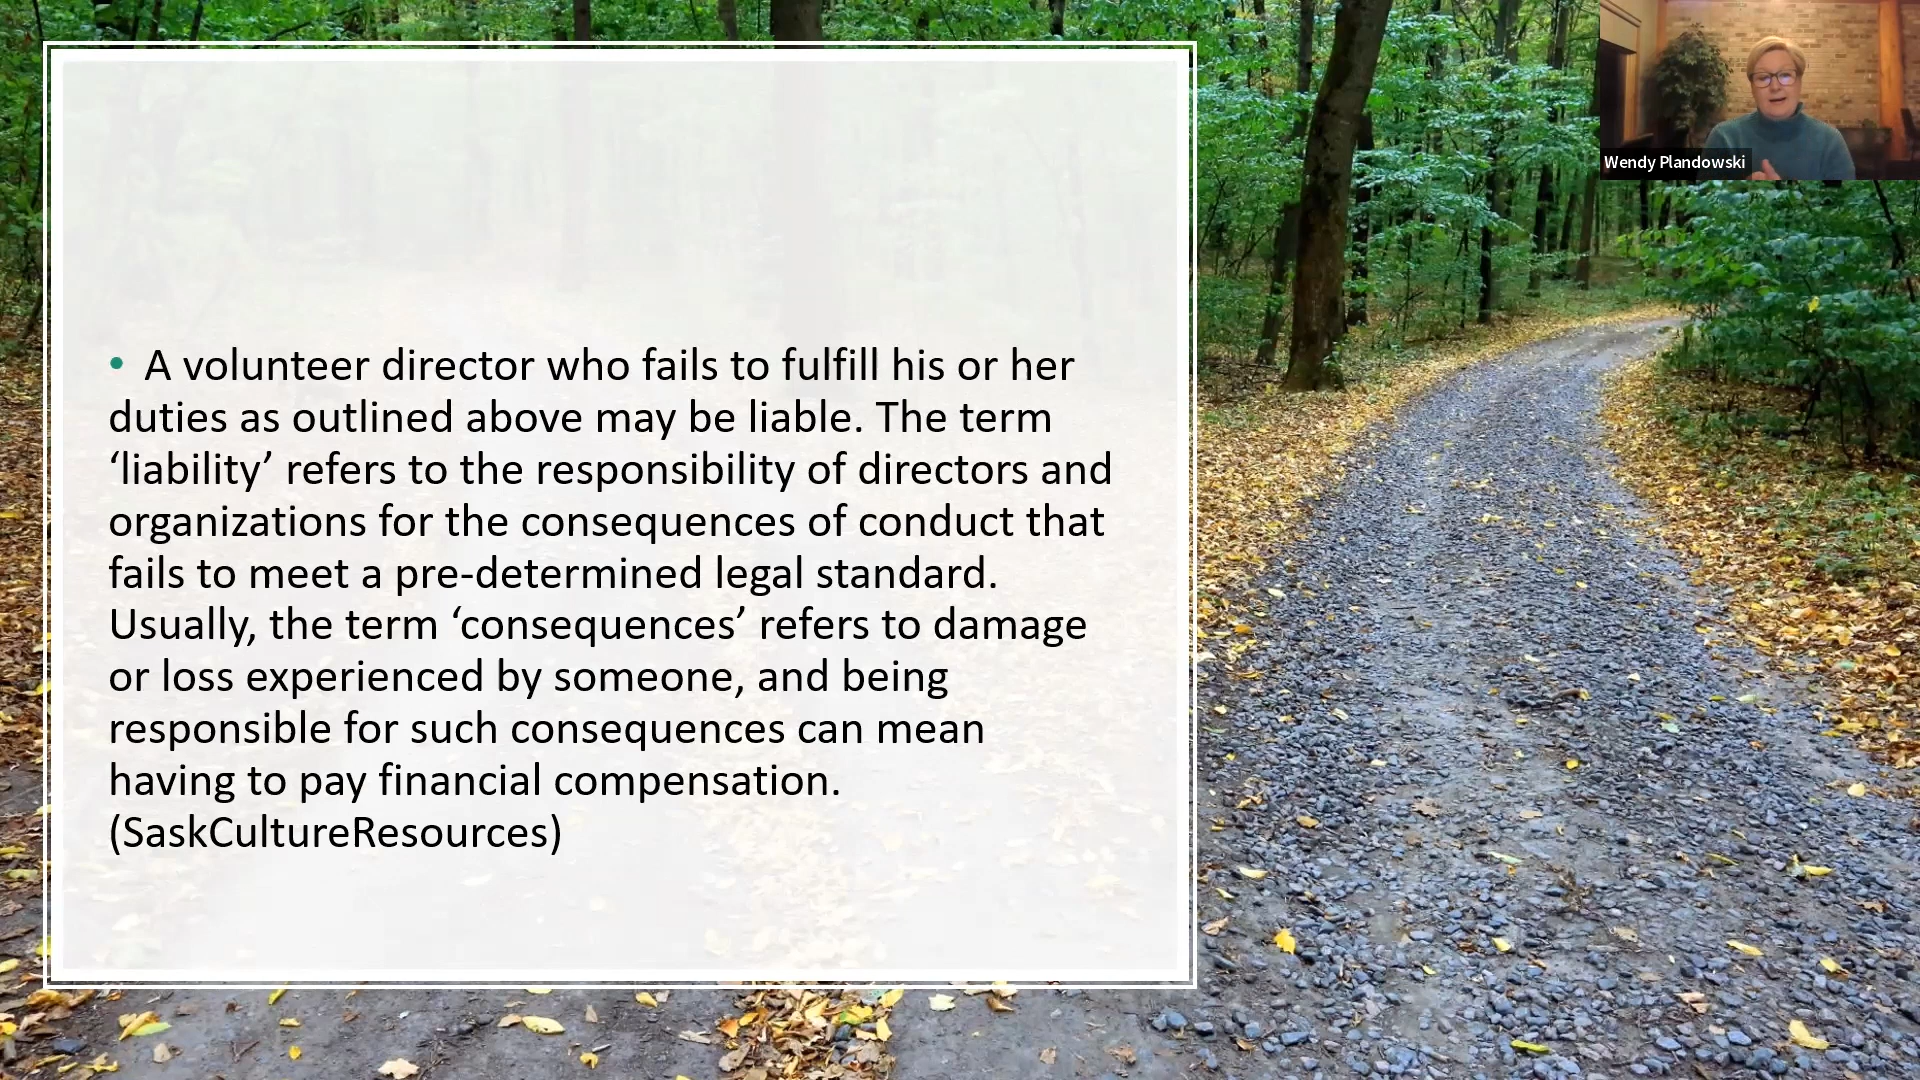 • A volunteer director who fails to fulfill his or her
duties as outlined above may be liable. The term
‘liability’ refers to the responsibility of directors and
organizations for the consequences of conduct that
fails to meet a pre-determined legal standard.
Usually, the term ‘consequences’ refers to damage
or loss experienced by someone, and being
responsible for such consequences can mean
having to pay financial compensation.
(SaskCultureResources)
Wendy Plandowski